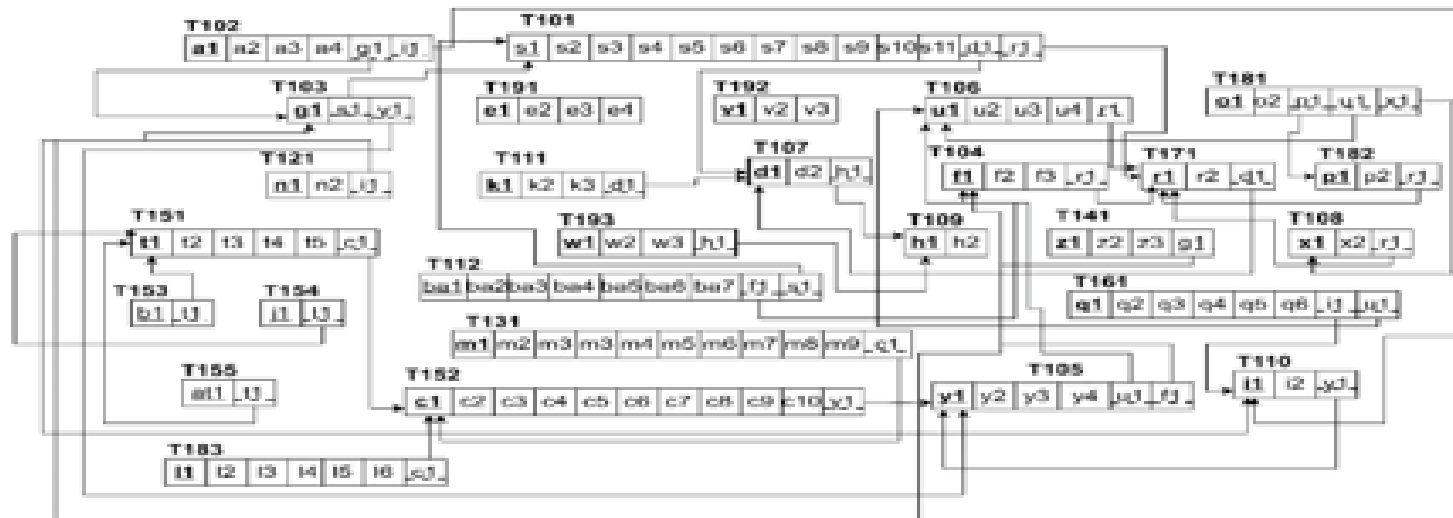 T102
a1 a2 a3 a4 g1 i1
T101
s1 s2 s3 s4 s5 s6 s7 s8 s9 s10 s11 d1 r1
T103
g1 s1 y1
T191
e1 e2 e3 e4
T192
v1 v2 v3
T106
u1 u2 u3 u4 r1
T181
o1 o2 p1 u1 x1
T121
n1 n2 i1
T111
k1 k2 k3 d1
T107
d1 d2 h1
T104
f1 f2 f3 r1
T171
r1 r2 d1
T182
p1 p2 r1
T151
t1 t2 t3 t4 t5 c1
T193
w1 w2 w3 h1
T109
h1 h2
T141
z1 z2 z3 g1
T108
x1 x2 r1
T112
ba1 ba2 ba3 ba4 ba5 ba6 ba7 f1 s1
T153
b1 t1
T154
j1 t1
T161
q1 q2 q3 q4 q5 q6 i1 u1
T131
m1 m2 m3 m3 m4 m5 m6 m7 m8 m9 c1
T155
at1 t1
T152
c1 c2 c3 c4 c5 c6 c7 c8 c9 c10 y1
T105
y1 y2 y3 y4 u1 f1
T110
i1 i2 y1
T183
l1 l2 l3 l4 l5 l6 c1